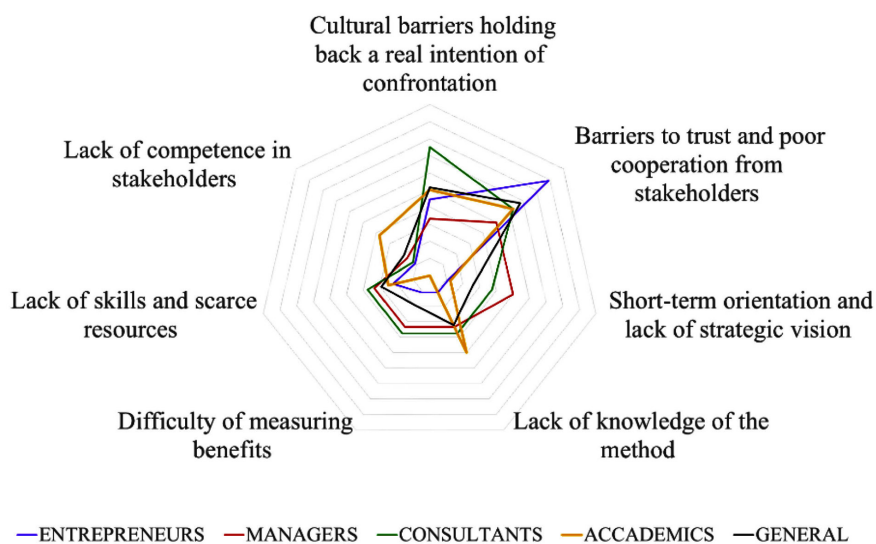 Cultural barriers holding
back a real intention of
confrontation
Barriers to trust and poor
cooperation from
stakeholders
Lack of competence in
stakeholders
Lack of skills and scarce
resources
Short-term orientation and
lack of strategic vision
Difficulty of measuring
benefits
Lack of knowledge of the
method
ENTREPRENEURS MANAGERS CONSULTANTS ACCADEMICS GENERAL